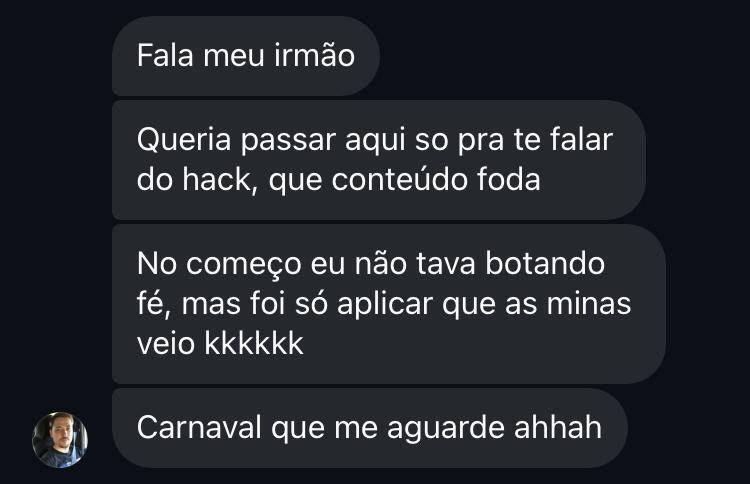 Fala meu irmão
Queria passar aqui so pra te falar
do hack, que conteúdo foda
No começo eu não tava botando
fé, mas foi só aplicar que as minas
veio kkkkkk
Carnaval que me aguarde ahhah